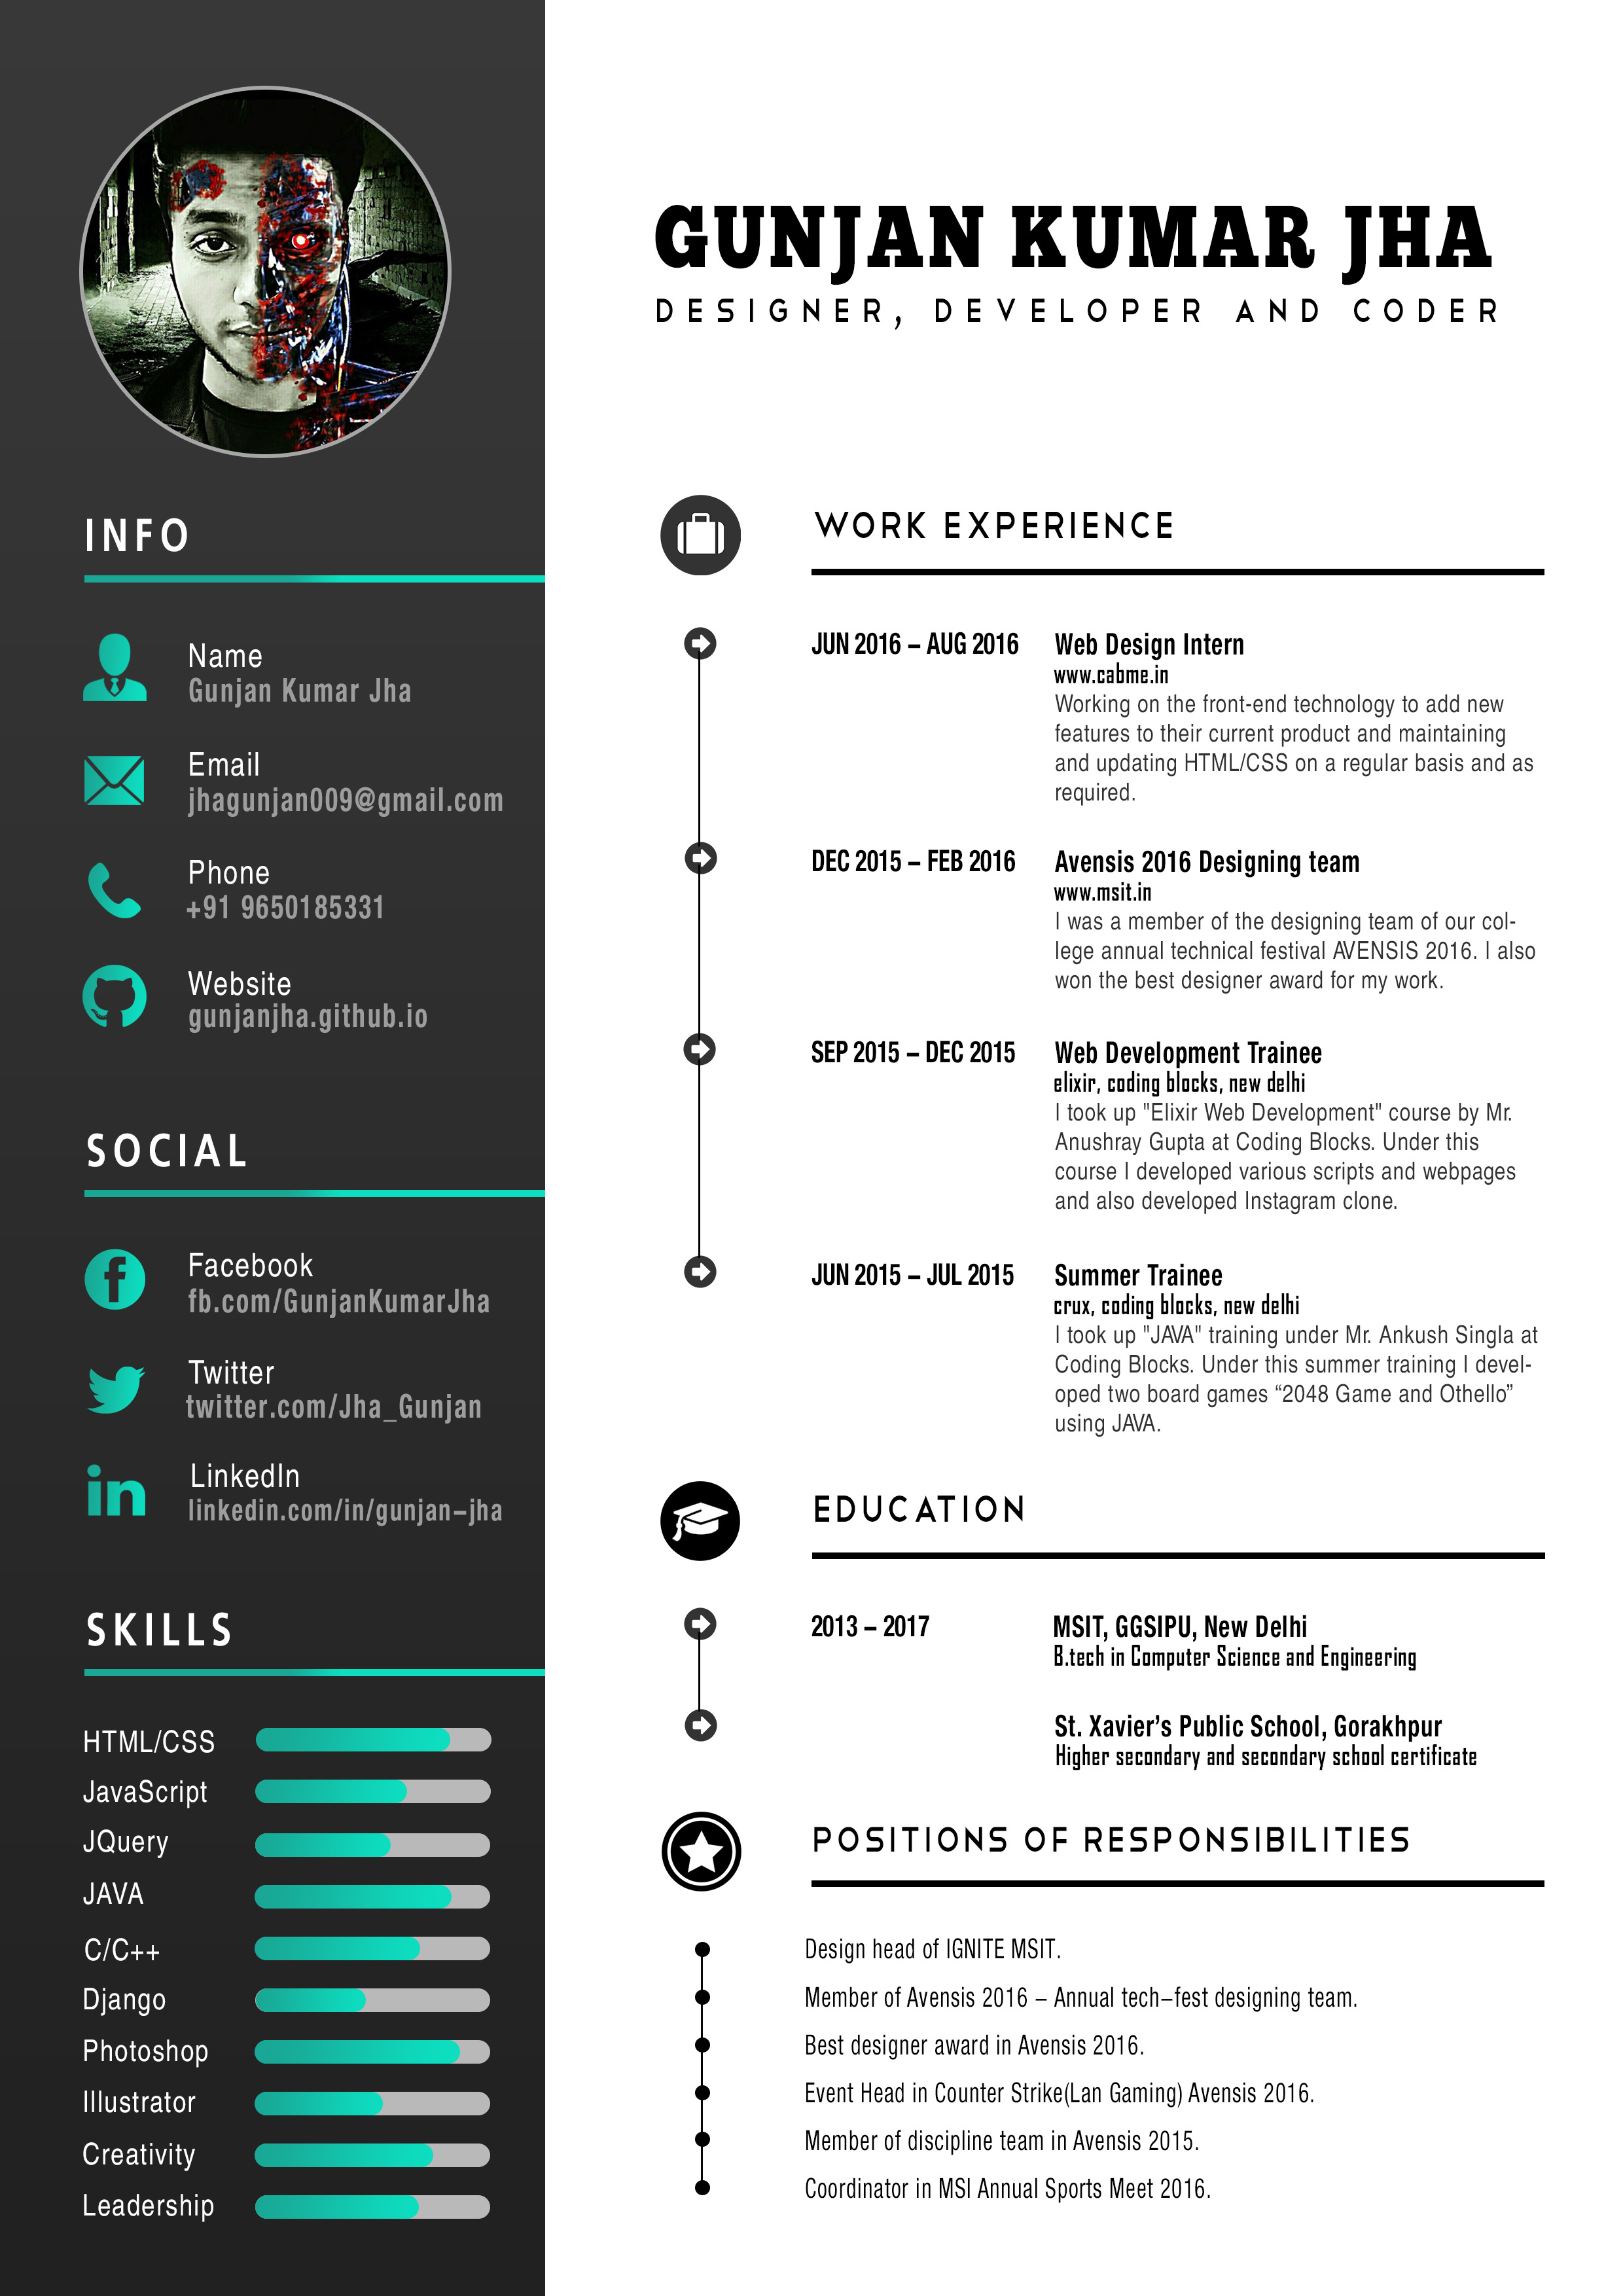 GUNJAN KUMAR JHA
DESIGNER, DEVELOPER AND CODER
INFO
Name
Gunjan Kumar Jha
Email
jhagunjan009@gmail.com
Phone
+91 9650185331
Website
gunjanjha.github.io
SOCIAL
Facebook
fb.com/GunjanKumarJha
Twitter
twitter.com/Jha_Gunjan
LinkedIn
linkedin.com/in/gunjan-jha
SKILLS
HTML/CSS
JavaScript
JQuery
JAVA
C/C++
Django
Photoshop
Illustrator
Creativity
Leadership
WORK EXPERIENCE
JUN 2016 – AUG 2016
Web Design Intern
www.cabme.in
Working on the front-end technology to add new
features to their current product and maintaining
and updating HTML/CSS on a regular basis and as
required.
DEC 2015 – FEB 2016
Avensis 2016 Designing team
www.msit.in
I was a member of the designing team of our col-
lege annual technical festival AVENSIS 2016. I also
won the best designer award for my work.
SEP 2015 – DEC 2015
Web Development Trainee
elixir, coding blocks, new delhi
I took up "Elixir Web Development" course by Mr.
Anushray Gupta at Coding Blocks. Under this
course I developed various scripts and webpages
and also developed Instagram clone.
JUN 2015 – JUL 2015
Summer Trainee
crux, coding blocks, new delhi
I took up "JAVA" training under Mr. Ankush Singla at
Coding Blocks. Under this summer training I devel-
oped two board games “2048 Game and Othello”
using JAVA.
EDUCATION
2013 – 2017
MSIT, GGSIPU, New Delhi
B.tech in Computer Science and Engineering
St. Xavier’s Public School, Gorakhpur
Higher secondary and secondary school certificate
POSITIONS OF RESPONSIBILITIES
Design head of IGNITE MSIT.
Member of Avensis 2016 – Annual tech–fest designing team.
Best designer award in Avensis 2016.
Event Head in Counter Strike(Lan Gaming) Avensis 2016.
Member of discipline team in Avensis 2015.
Coordinator in MSI Annual Sports Meet 2016.